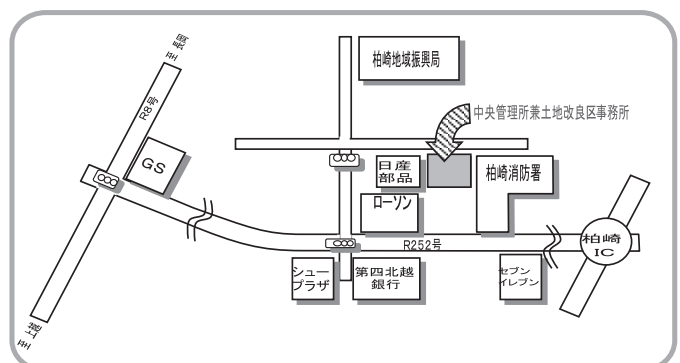 至 長岡
柏崎地域振興局
R8号
中央管理所兼土地改良区事務所
GS
日産
部品
柏崎消防署
ローソン
柏崎
IC
R252号
シュー
プラザ
第四北越
銀行
セブン
イレブン
至 上越